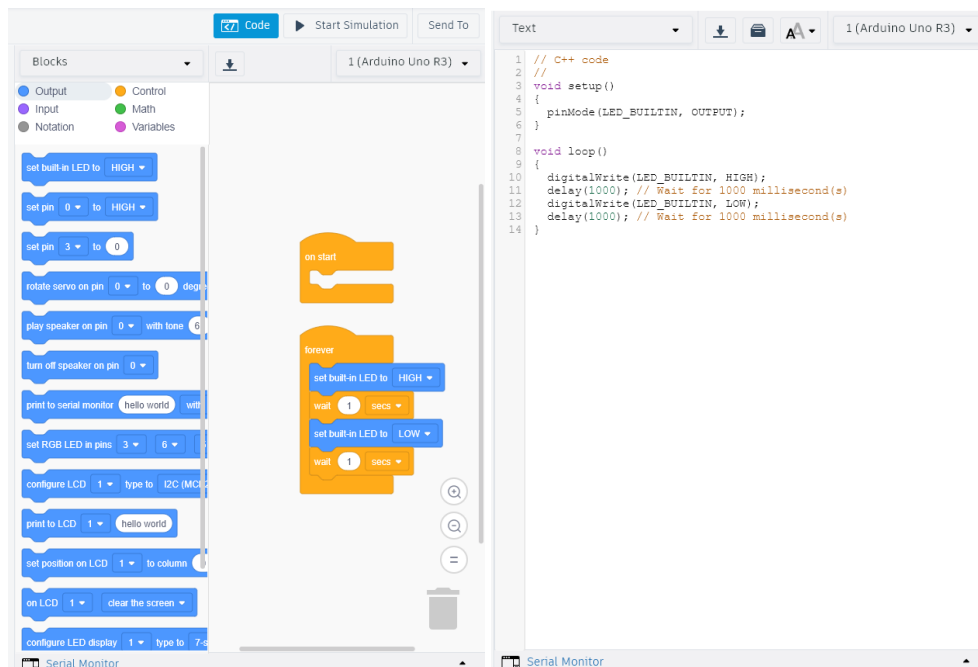 Code
Start Simulation
Send To
Blocks
1 (Arduino Uno R3)
Output
Control
Input
Math
Notation
Variables
set built-in LED to HIGH
set pin 0 to HIGH
set pin 3 to 0
rotate servo on pin 0 to 0
play speaker on pin 0 with tone 6
turn off speaker on pin 0
print to serial monitor hello world
set RGB LED in pins 3 6
configure LCD 1 type to I2C
print to LCD 1 hello world
set position on LCD 1 to column
on LCD 1 clear the screen
configure LED display 1 type to
on start
forever
set built-in LED to HIGH
wait 1 secs
set built-in LED to LOW
wait 1 secs
Serial Monitor
Text
AA
1 (Arduino Uno R3)
1 // C++ code
2 //
3 void setup()
4 {
5 pinMode(LED_BUILTIN, OUTPUT);
6 }
7
8 void loop()
9 {
10 digitalWrite(LED_BUILTIN, HIGH);
11 delay(1000); // Wait for 1000 millisecond(s)
12 digitalWrite(LED_BUILTIN, LOW);
13 delay(1000); // Wait for 1000 millisecond(s)
14 }
Serial Monitor